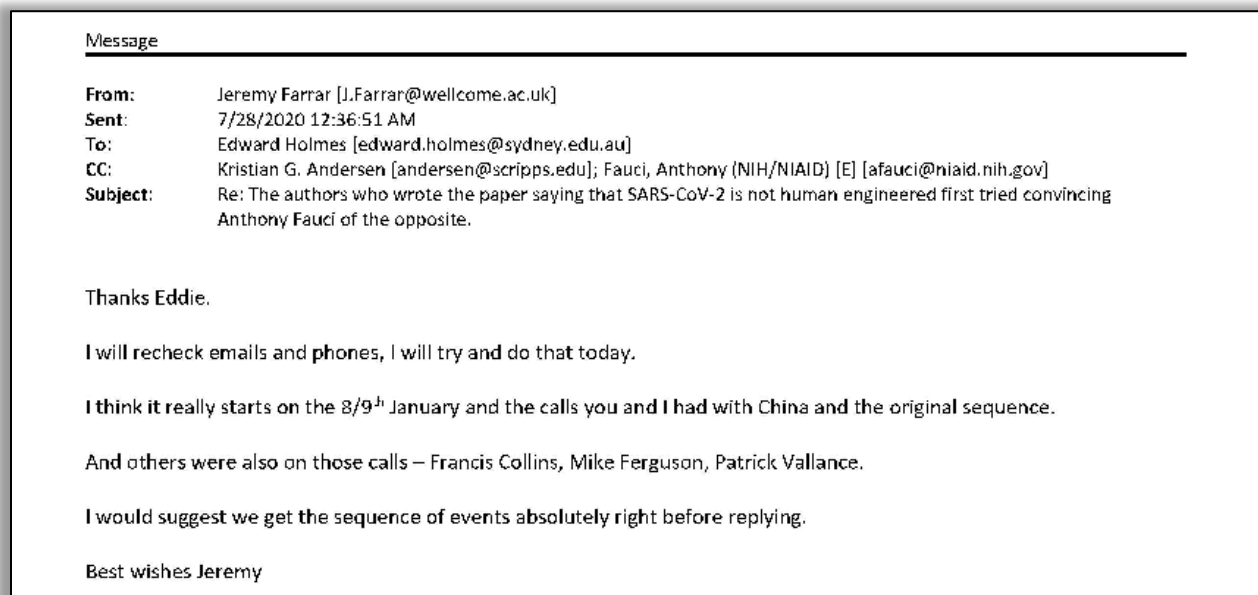 Message
From: Jeremy Farrar [J.Farrar@wellcome.ac.uk]
Sent: 7/28/2020 12:36:51 AM
To: Edward Holmes [edward.holmes@sydney.edu.au]
CC: Kristian G. Andersen [andersen@scripps.edu]; Fauci, Anthony (NIH/NIAID) [E] [afauci@niaid.nih.gov]
Subject: Re: The authors who wrote the paper saying that SARS-CoV-2 is not human engineered first tried convincing
Anthony Fauci of the opposite.
Thanks Eddie.
I will recheck emails and phones, I will try and do that today.
I think it really starts on the 8/9th January and the calls you and I had with China and the original sequence.
And others were also on those calls – Francis Collins, Mike Ferguson, Patrick Vallance.
I would suggest we get the sequence of events absolutely right before replying.
Best wishes Jeremy